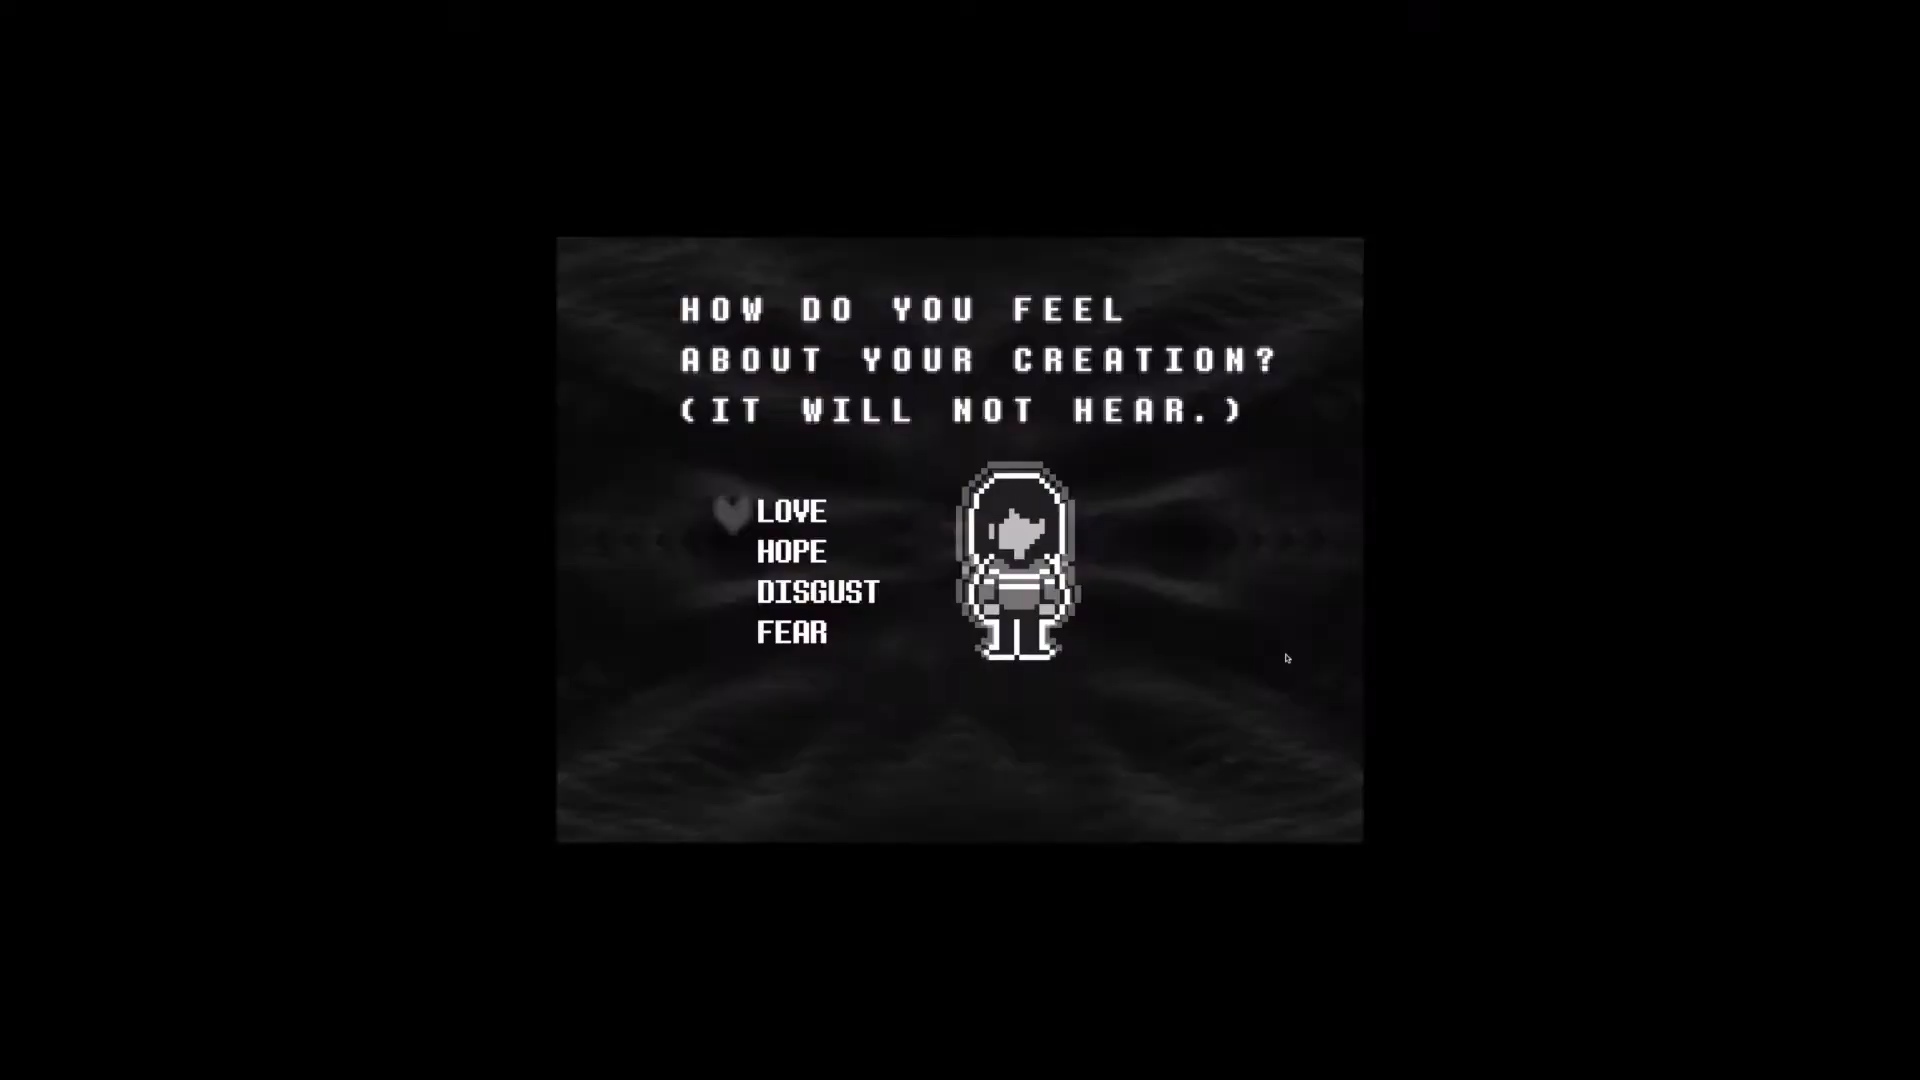 HOW DO YOU FEEL
ABOUT YOUR CREATION?
(IT WILL NOT HEAR.)
LOVE
HOPE
DISGUST
FEAR